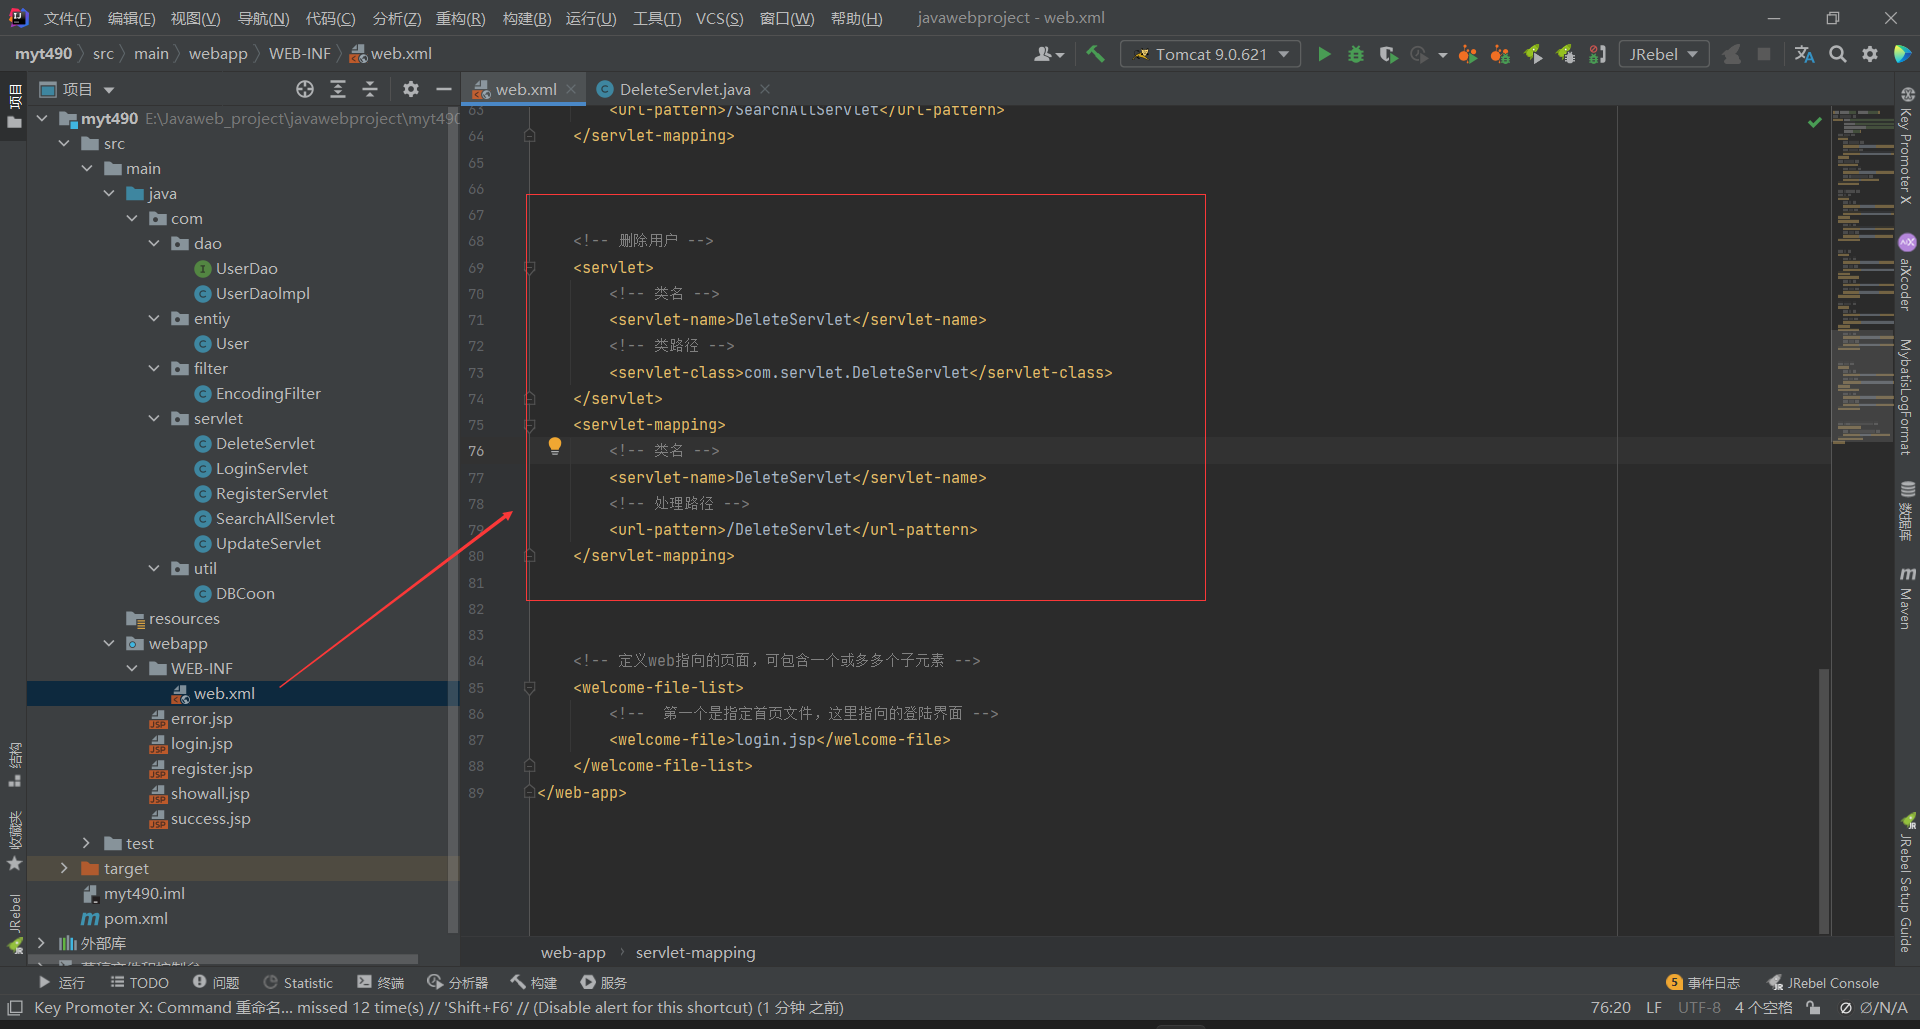 文件(F) 编辑(E) 视图(V) 导航(N) 代码(C) 分析(Z) 重构(R) 构建(B) 运行(U) 工具(T) VCS(S) 窗口(W) 帮助(H) javawebproject - web.xml
myt490 src main webapp WEB-INF web.xml Tomcat 9.0.621 JRebel
项目
项目
结构
收藏夹
JRebel
myt490 E:\Javaweb_project\javawebproject\myt490
src
main
java
com
dao
UserDao
UserDaoImpl
entiy
User
filter
EncodingFilter
servlet
DeleteServlet
LoginServlet
RegisterServlet
SearchAllServlet
UpdateServlet
util
DBCoon
resources
webapp
WEB-INF
web.xml
error.jsp
login.jsp
register.jsp
showall.jsp
success.jsp
test
target
myt490.iml
pom.xml
外部库
web.xml DeleteServlet.java
63 <url-pattern>/SearchAllServlet</url-pattern>
64 </servlet-mapping>
65
66
67
68 <!-- 删除用户 -->
69 <servlet>
70 <!-- 类名 -->
71 <servlet-name>DeleteServlet</servlet-name>
72 <!-- 类路径 -->
73 <servlet-class>com.servlet.DeleteServlet</servlet-class>
74 </servlet>
75 <servlet-mapping>
76 <!-- 类名 -->
77 <servlet-name>DeleteServlet</servlet-name>
78 <!-- 处理路径 -->
79 <url-pattern>/DeleteServlet</url-pattern>
80 </servlet-mapping>
81
82
83
84 <!-- 定义web指向的页面，可包含一个或多多个子元素 -->
85 <welcome-file-list>
86 <!--  第一个是指定首页文件，这里指向的登陆界面 -->
87 <welcome-file>login.jsp</welcome-file>
88 </welcome-file-list>
89 </web-app>
web-app servlet-mapping
Key Promoter X
aiXcoder
MybatisLogFormat
数据库
Maven
JRebel Setup Guide
运行 TODO 问题 Statistic 终端 分析器 构建 服务 5 事件日志 JRebel Console
Key Promoter X: Command 重命名... missed 12 time(s) // 'Shift+F6' // (Disable alert for this shortcut) (1 分钟 之前) 76:20 LF UTF-8 4 个空格 ∅/N/A